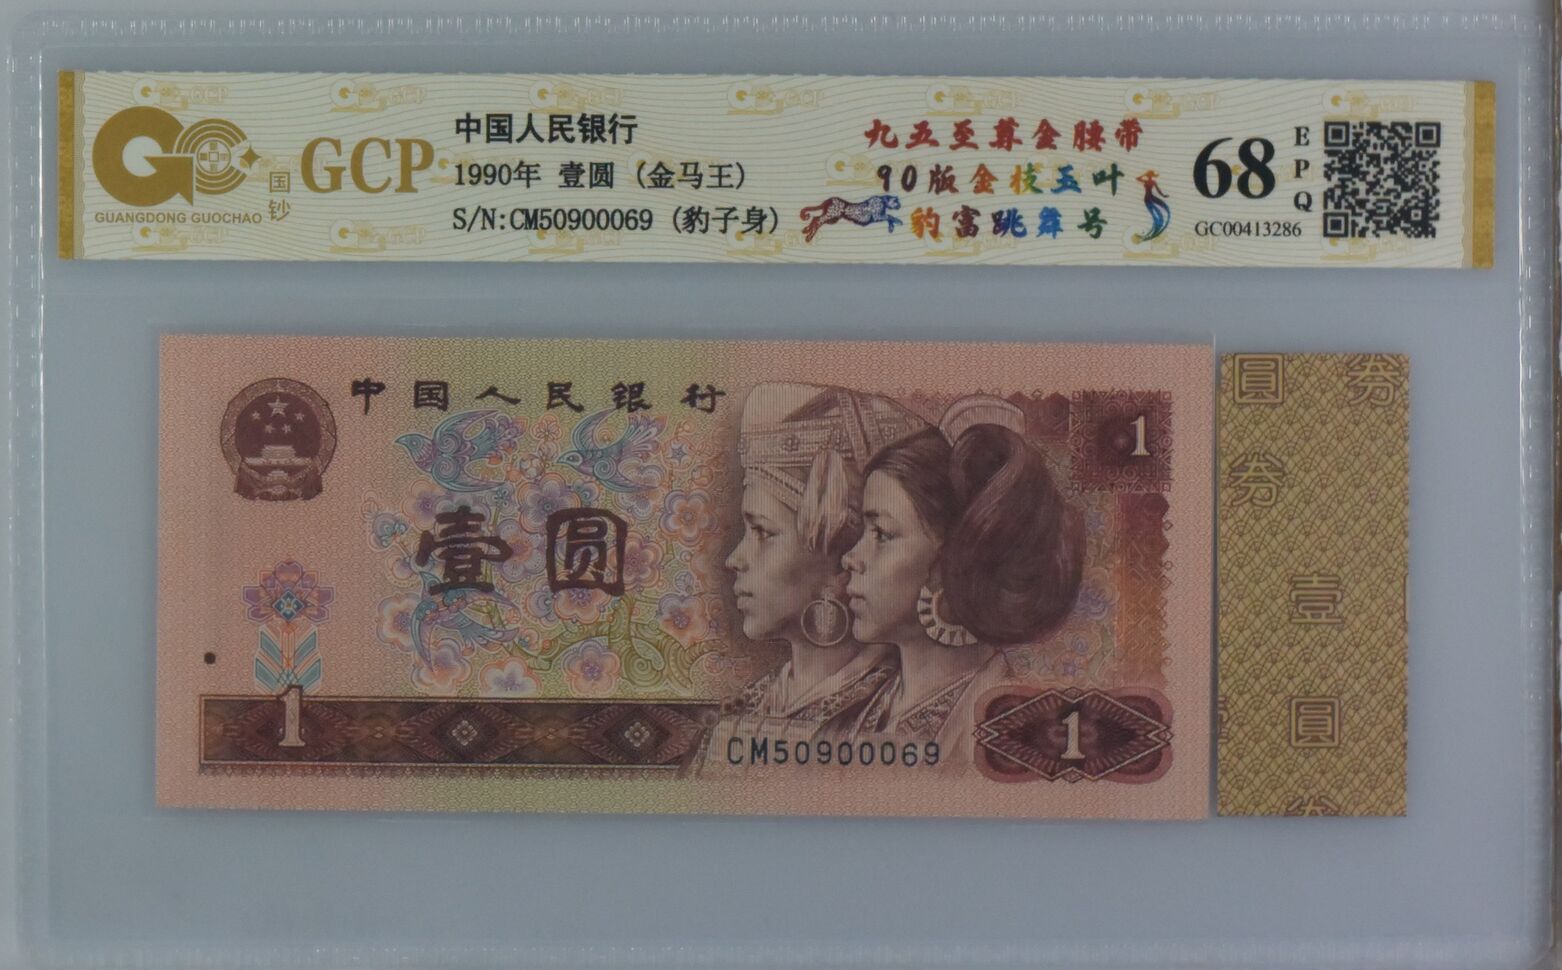 中国人民银行
1990年 壹圆 (金马王)
S/N:CM50900069 (豹子身)
GCP
国钞
GUANGDONG GUOCHAO
九五至尊金腰带
90版金枝玉叶
豹富跳舞号
68
EPQ
GC00413286
中国人民银行
1
壹圆
1
CM50900069
1
圆 券
券
壹
圆
券